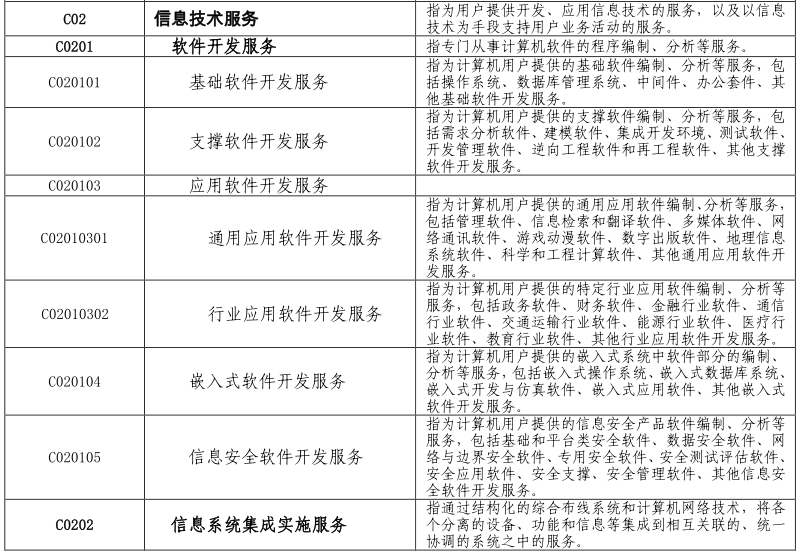 C02
信息技术服务
指为用户提供开发、应用信息技术的服务，以及以信息
技术为手段支持用户业务活动的服务。
C0201
软件开发服务
指专门从事计算机软件的程序编制、分析等服务。
C020101
基础软件开发服务
指为计算机用户提供的基础软件编制、分析等服务，包
括操作系统、数据库管理系统、中间件、办公套件、其
他基础软件开发服务。
C020102
支撑软件开发服务
指为计算机用户提供的支撑软件编制、分析等服务，包
括需求分析软件、建模软件、集成开发环境、测试软件、
开发管理软件、逆向工程软件和再工程软件、其他支撑
软件开发服务。
C020103
应用软件开发服务
C02010301
通用应用软件开发服务
指为计算机用户提供的通用应用软件编制、分析等服务，
包括管理软件、信息检索和翻译软件、多媒体软件、网
络通讯软件、游戏动漫软件、数字出版软件、地理信息
系统软件、科学和工程计算软件、其他通用应用软件开
发服务。
C02010302
行业应用软件开发服务
指为计算机用户提供的特定行业应用软件编制、分析等
服务，包括政务软件、财务软件、金融行业软件、通信
行业软件、交通运输行业软件、能源行业软件、医疗行
业软件、教育行业软件、其他行业应用软件开发服务。
C020104
嵌入式软件开发服务
指为计算机用户提供的嵌入式系统中软件部分的编制、
分析等服务，包括嵌入式操作系统、嵌入式数据库系统、
嵌入式开发与仿真软件、嵌入式应用软件、其他嵌入式
软件开发服务。
C020105
信息安全软件开发服务
指为计算机用户提供的信息安全产品软件编制、分析等
服务，包括基础和平台类安全软件、数据安全软件、网
络与边界安全软件、专用安全软件、安全测试评估软件、
安全应用软件、安全支撑、安全管理软件、其他信息安
全软件开发服务。
C0202
信息系统集成实施服务
指通过结构化的综合布线系统和计算机网络技术，将各
个分离的设备、功能和信息等集成到相互关联的、统一
协调的系统之中的服务。